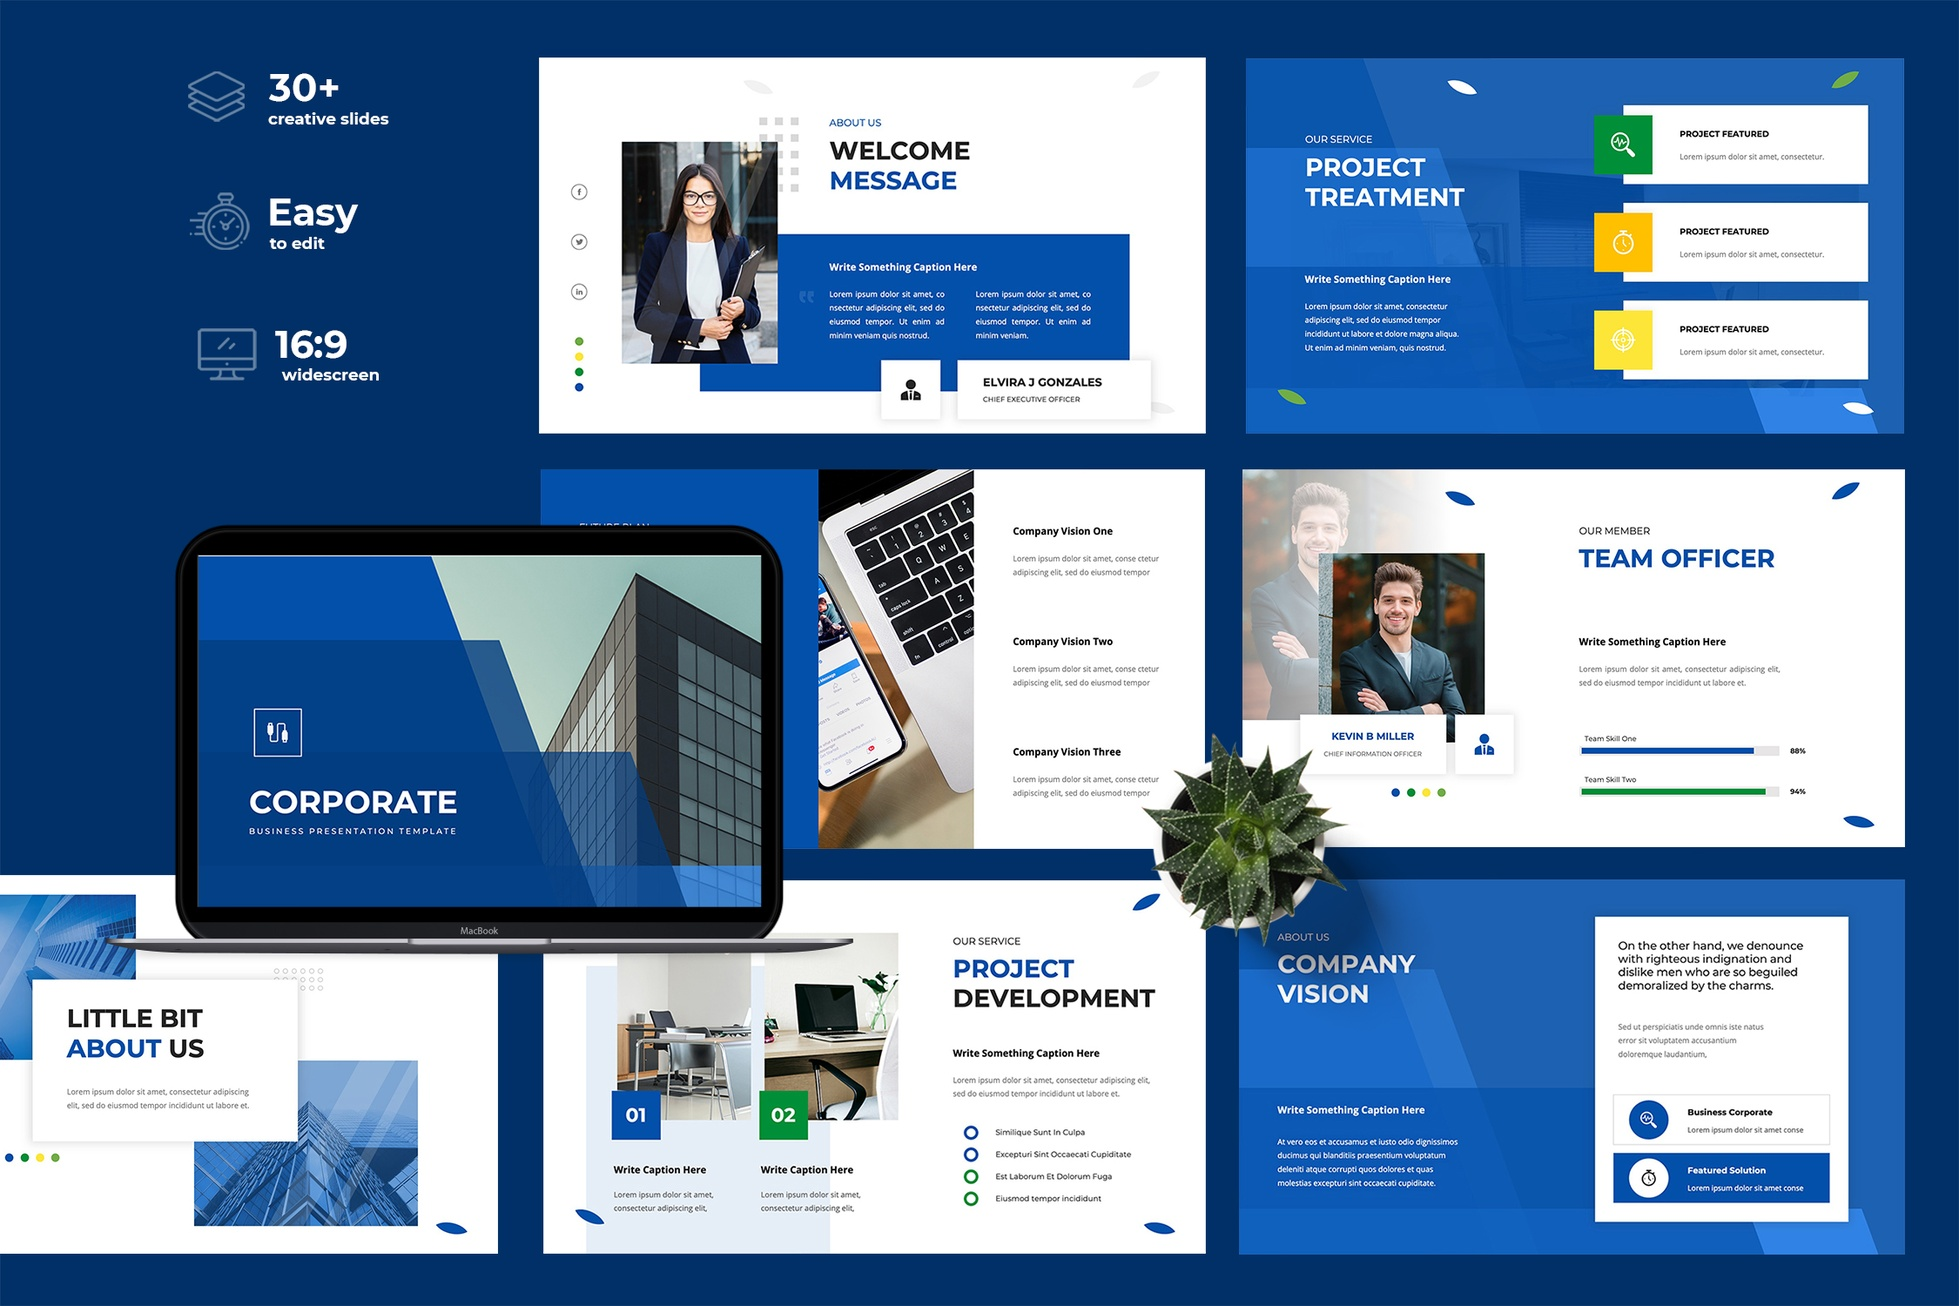 30+
creative slides
Easy
to edit
16:9
widescreen
ABOUT US
WELCOME
MESSAGE
Write Something Caption Here
Lorem ipsum dolor sit amet, co
nsectetur adipiscing elit, sed do
eiusmod tempor. Ut enim ad
minim veniam quis nostrud.
Lorem ipsum dolor sit amet, co
nsectetur adipiscing elit, sed do
eiusmod tempor. Ut enim ad
minim veniam.
ELVIRA J GONZALES
CHIEF EXECUTIVE OFFICER
OUR SERVICE
PROJECT
TREATMENT
Write Something Caption Here
Lorem ipsum dolor sit amet, consectetur
adipiscing elit, sed do eiusmod tempor
incididunt ut labore et dolore magna aliqua.
Ut enim ad minim veniam, quis nostrud.
PROJECT FEATURED
Lorem ipsum dolor sit amet, consectetur.
PROJECT FEATURED
Lorem ipsum dolor sit amet, consectetur.
PROJECT FEATURED
Lorem ipsum dolor sit amet, consectetur.
FUTURE PLAN
Company Vision One
Lorem ipsum dolor sit amet, conse ctetur
adipiscing elit, sed do eiusmod tempor
Company Vision Two
Lorem ipsum dolor sit amet, conse ctetur
adipiscing elit, sed do eiusmod tempor
Company Vision Three
Lorem ipsum dolor sit amet, conse ctetur
adipiscing elit, sed do eiusmod tempor
OUR MEMBER
TEAM OFFICER
Write Something Caption Here
Lorem ipsum dolor sit amet, consectetur adipiscing elit,
sed do eiusmod tempor incididunt ut labore et.
KEVIN B MILLER
CHIEF INFORMATION OFFICER
Team Skill One
88%
Team Skill Two
94%
CORPORATE
BUSINESS PRESENTATION TEMPLATE
MacBook
LITTLE BIT
ABOUT US
Lorem ipsum dolor sit amet, consectetur adipiscing
elit, sed do eiusmod tempor incididunt ut labore et.
01
Write Caption Here
Lorem ipsum dolor sit amet,
consectetur adipiscing elit,
02
Write Caption Here
Lorem ipsum dolor sit amet,
consectetur adipiscing elit,
OUR SERVICE
PROJECT
DEVELOPMENT
Write Something Caption Here
Lorem ipsum dolor sit amet, consectetur adipiscing elit,
sed do eiusmod tempor incididunt ut labore et.
Similique Sunt In Culpa
Excepturi Sint Occaecati Cupiditate
Est Laborum Et Dolorum Fuga
Eiusmod tempor incididunt
ABOUT US
COMPANY
VISION
Write Something Caption Here
At vero eos et accusamus et iusto odio dignissimos
ducimus qui blanditiis praesentium voluptatum
deleniti atque corrupti quos dolores et quas
molestias excepturi sint occaecati cupiditate.
On the other hand, we denounce
with righteous indignation and
dislike men who are so beguiled
demoralized by the charms.
Sed ut perspiciatis unde omnis iste natus
error sit voluptatem accusantium
doloremque laudantium,
Business Corporate
Lorem ipsum dolor sit amet conse
Featured Solution
Lorem ipsum dolor sit amet conse